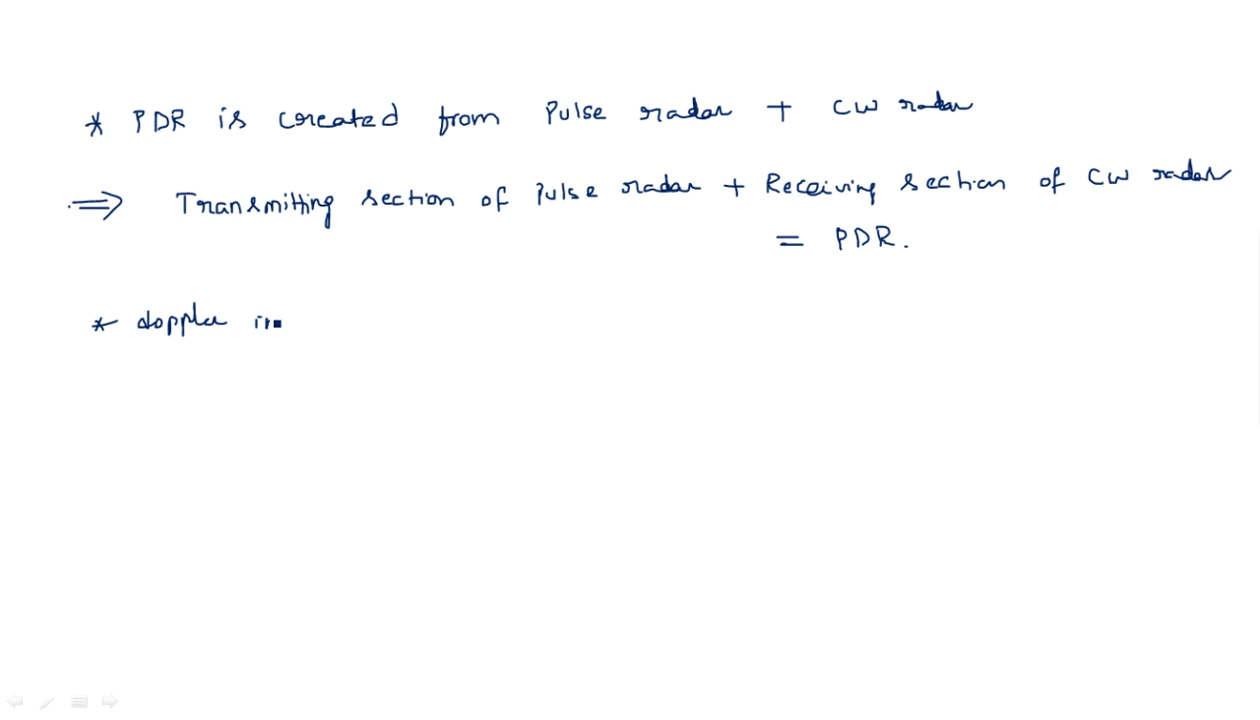 * PDR is created from Pulse radar + CW radar
⇒ Transmitting section of Pulse radar + Receiving section of CW radar
= PDR.
* doppler in